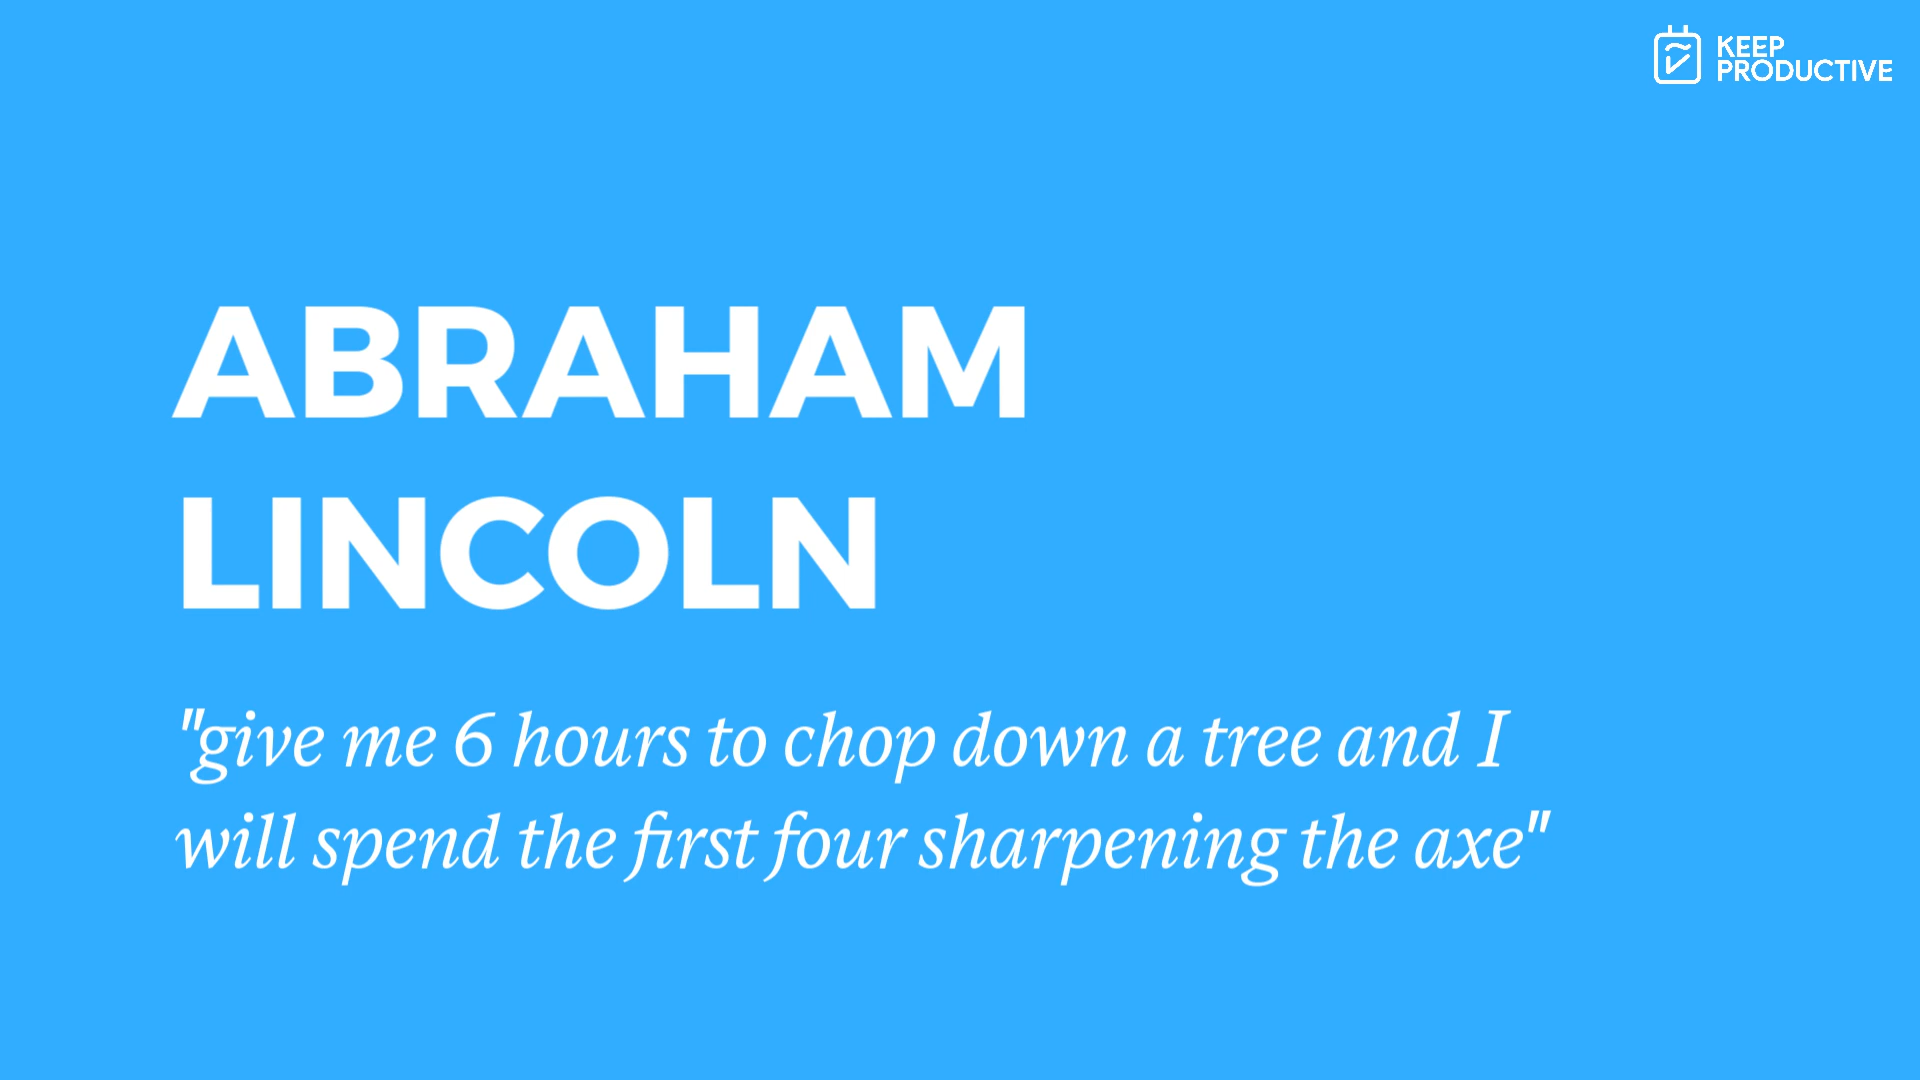 KEEP
PRODUCTIVE
ABRAHAM
LINCOLN
"give me 6 hours to chop down a tree and I
will spend the first four sharpening the axe"